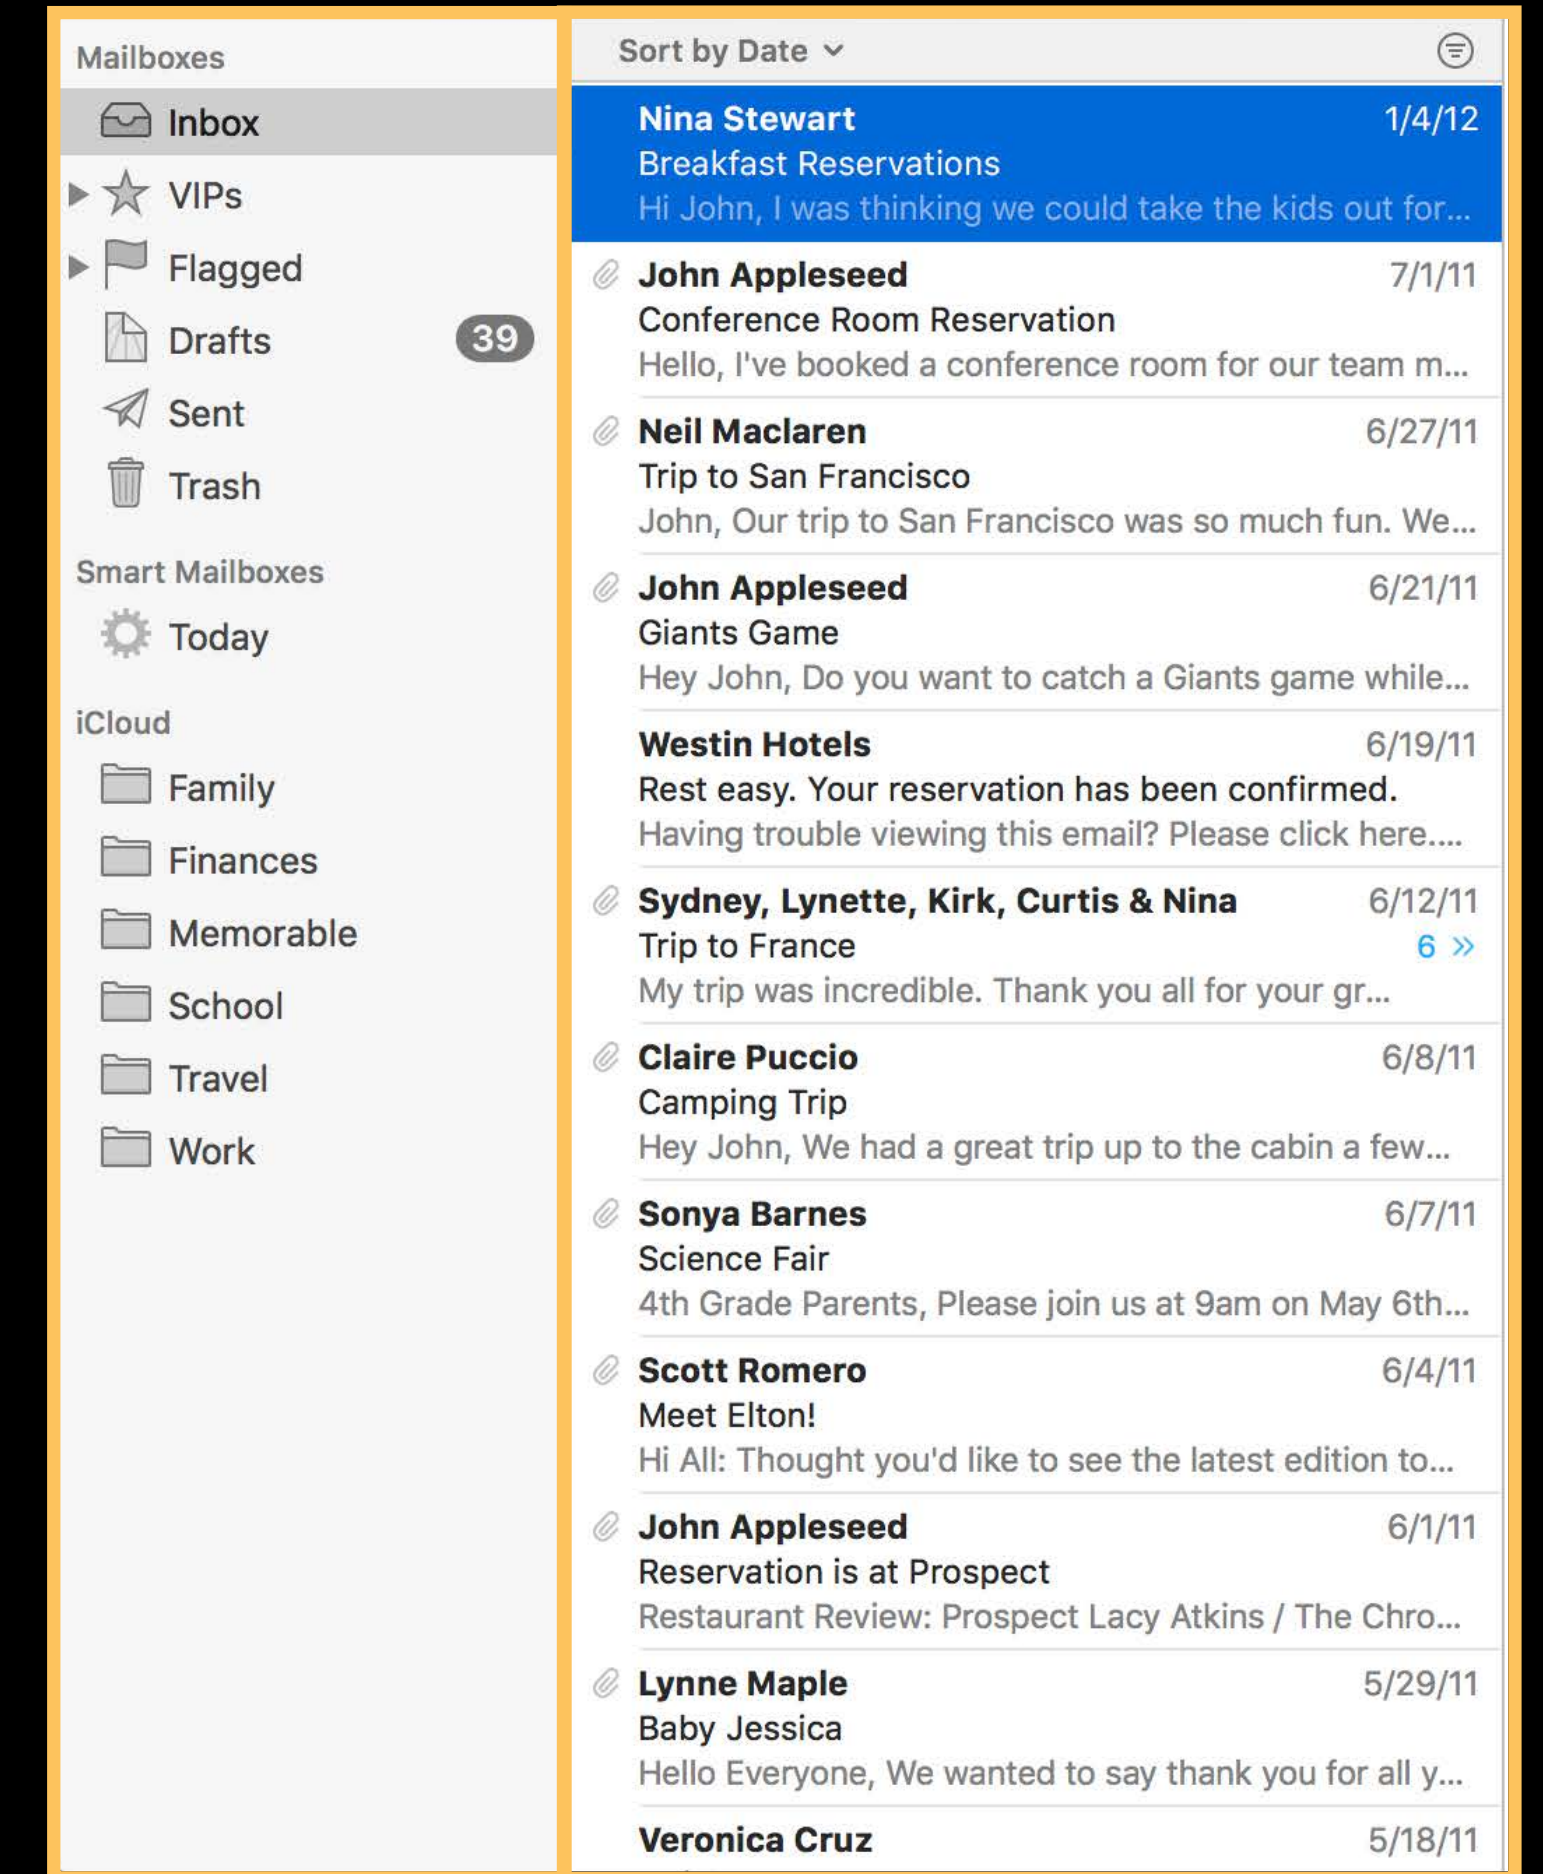 Mailboxes
Inbox
VIPs
Flagged
Drafts 39
Sent
Trash
Smart Mailboxes
Today
iCloud
Family
Finances
Memorable
School
Travel
Work
Sort by Date
Nina Stewart 1/4/12
Breakfast Reservations
Hi John, I was thinking we could take the kids out for...
John Appleseed 7/1/11
Conference Room Reservation
Hello, I've booked a conference room for our team m...
Neil Maclaren 6/27/11
Trip to San Francisco
John, Our trip to San Francisco was so much fun. We...
John Appleseed 6/21/11
Giants Game
Hey John, Do you want to catch a Giants game while...
Westin Hotels 6/19/11
Rest easy. Your reservation has been confirmed.
Having trouble viewing this email? Please click here....
Sydney, Lynette, Kirk, Curtis & Nina 6/12/11
Trip to France 6 »
My trip was incredible. Thank you all for your gr...
Claire Puccio 6/8/11
Camping Trip
Hey John, We had a great trip up to the cabin a few...
Sonya Barnes 6/7/11
Science Fair
4th Grade Parents, Please join us at 9am on May 6th...
Scott Romero 6/4/11
Meet Elton!
Hi All: Thought you'd like to see the latest edition to...
John Appleseed 6/1/11
Reservation is at Prospect
Restaurant Review: Prospect Lacy Atkins / The Chro...
Lynne Maple 5/29/11
Baby Jessica
Hello Everyone, We wanted to say thank you for all y...
Veronica Cruz 5/18/11